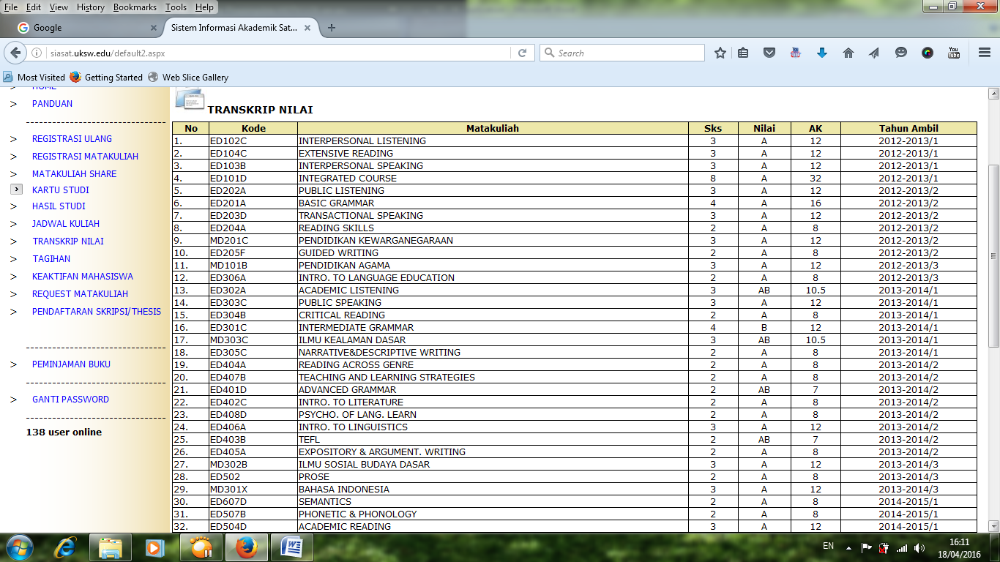 File Edit View History Bookmarks Tools Help
Google
Sistem Informasi Akademik Sat...
siasat.uksw.edu/default2.aspx
Search
You Tube
Most Visited Getting Started Web Slice Gallery
> HOME
> PANDUAN
> REGISTRASI ULANG
> REGISTRASI MATAKULIAH
> MATAKULIAH SHARE
> KARTU STUDI
> HASIL STUDI
> JADWAL KULIAH
> TRANSKRIP NILAI
> TAGIHAN
> KEAKTIFAN MAHASISWA
> REQUEST MATAKULIAH
> PENDAFTARAN SKRIPSI/THESIS
> PEMINJAMAN BUKU
> GANTI PASSWORD
138 user online
TRANSKRIP NILAI
No Kode Matakuliah Sks Nilai AK Tahun Ambil
1. ED102C INTERPERSONAL LISTENING 3 A 12 2012-2013/1
2. ED104C EXTENSIVE READING 3 A 12 2012-2013/1
3. ED103B INTERPERSONAL SPEAKING 3 A 12 2012-2013/1
4. ED101D INTEGRATED COURSE 8 A 32 2012-2013/1
5. ED202A PUBLIC LISTENING 3 A 12 2012-2013/2
6. ED201A BASIC GRAMMAR 4 A 16 2012-2013/2
7. ED203D TRANSACTIONAL SPEAKING 3 A 12 2012-2013/2
8. ED204A READING SKILLS 2 A 8 2012-2013/2
9. MD201C PENDIDIKAN KEWARGANEGARAAN 3 A 12 2012-2013/2
10. ED205F GUIDED WRITING 2 A 8 2012-2013/2
11. MD101B PENDIDIKAN AGAMA 3 A 12 2012-2013/3
12. ED306A INTRO. TO LANGUAGE EDUCATION 2 A 8 2012-2013/3
13. ED302A ACADEMIC LISTENING 3 AB 10.5 2013-2014/1
14. ED303C PUBLIC SPEAKING 3 A 12 2013-2014/1
15. ED304B CRITICAL READING 2 A 8 2013-2014/1
16. ED301C INTERMEDIATE GRAMMAR 4 B 12 2013-2014/1
17. MD303C ILMU KEALAMAN DASAR 3 AB 10.5 2013-2014/1
18. ED305C NARRATIVE&DESCRIPTIVE WRITING 2 A 8 2013-2014/1
19. ED404A READING ACROSS GENRE 2 A 8 2013-2014/2
20. ED407B TEACHING AND LEARNING STRATEGIES 2 A 8 2013-2014/2
21. ED401D ADVANCED GRAMMAR 2 AB 7 2013-2014/2
22. ED402C INTRO. TO LITERATURE 2 A 8 2013-2014/2
23. ED408D PSYCHO. OF LANG. LEARN 2 A 8 2013-2014/2
24. ED406A INTRO. TO LINGUISTICS 3 A 12 2013-2014/2
25. ED403B TEFL 2 AB 7 2013-2014/2
26. ED405A EXPOSITORY & ARGUMENT. WRITING 2 A 8 2013-2014/2
27. MD302B ILMU SOSIAL BUDAYA DASAR 3 A 12 2013-2014/3
28. ED502 PROSE 2 A 8 2013-2014/3
29. MD301X BAHASA INDONESIA 3 A 12 2013-2014/3
30. ED607D SEMANTICS 2 A 8 2014-2015/1
31. ED507B PHONETIC & PHONOLOGY 2 A 8 2014-2015/1
32. ED504D ACADEMIC READING 3 A 12 2014-2015/1
EN
16:11
18/04/2016